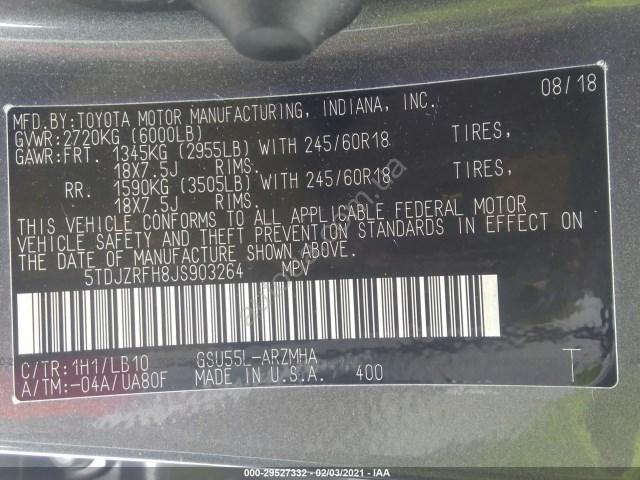 08/18
MFD.BY:TOYOTA MOTOR MANUFACTURING, INDIANA, INC.
GVWR:2720KG (6000LB)
GAWR:FRT. 1345KG (2955LB) WITH 245/60R18 TIRES,
18X7.5J RIMS.
RR. 1590KG (3505LB) WITH 245/60R18 TIRES,
18X7.5J RIMS.
THIS VEHICLE CONFORMS TO ALL APPLICABLE FEDERAL MOTOR
VEHICLE SAFETY AND THEFT PREVENTION STANDARDS IN EFFECT ON
THE DATE OF MANUFACTURE SHOWN ABOVE.
5TDJZRFH8JS903264 MPV
C/TR:1H1/LB10 GSU55L-ARZMHA
A/TM:-04A/UA80F MADE IN U.S.A. 400 T
000-29527332 - 02/03/2021 - IAA